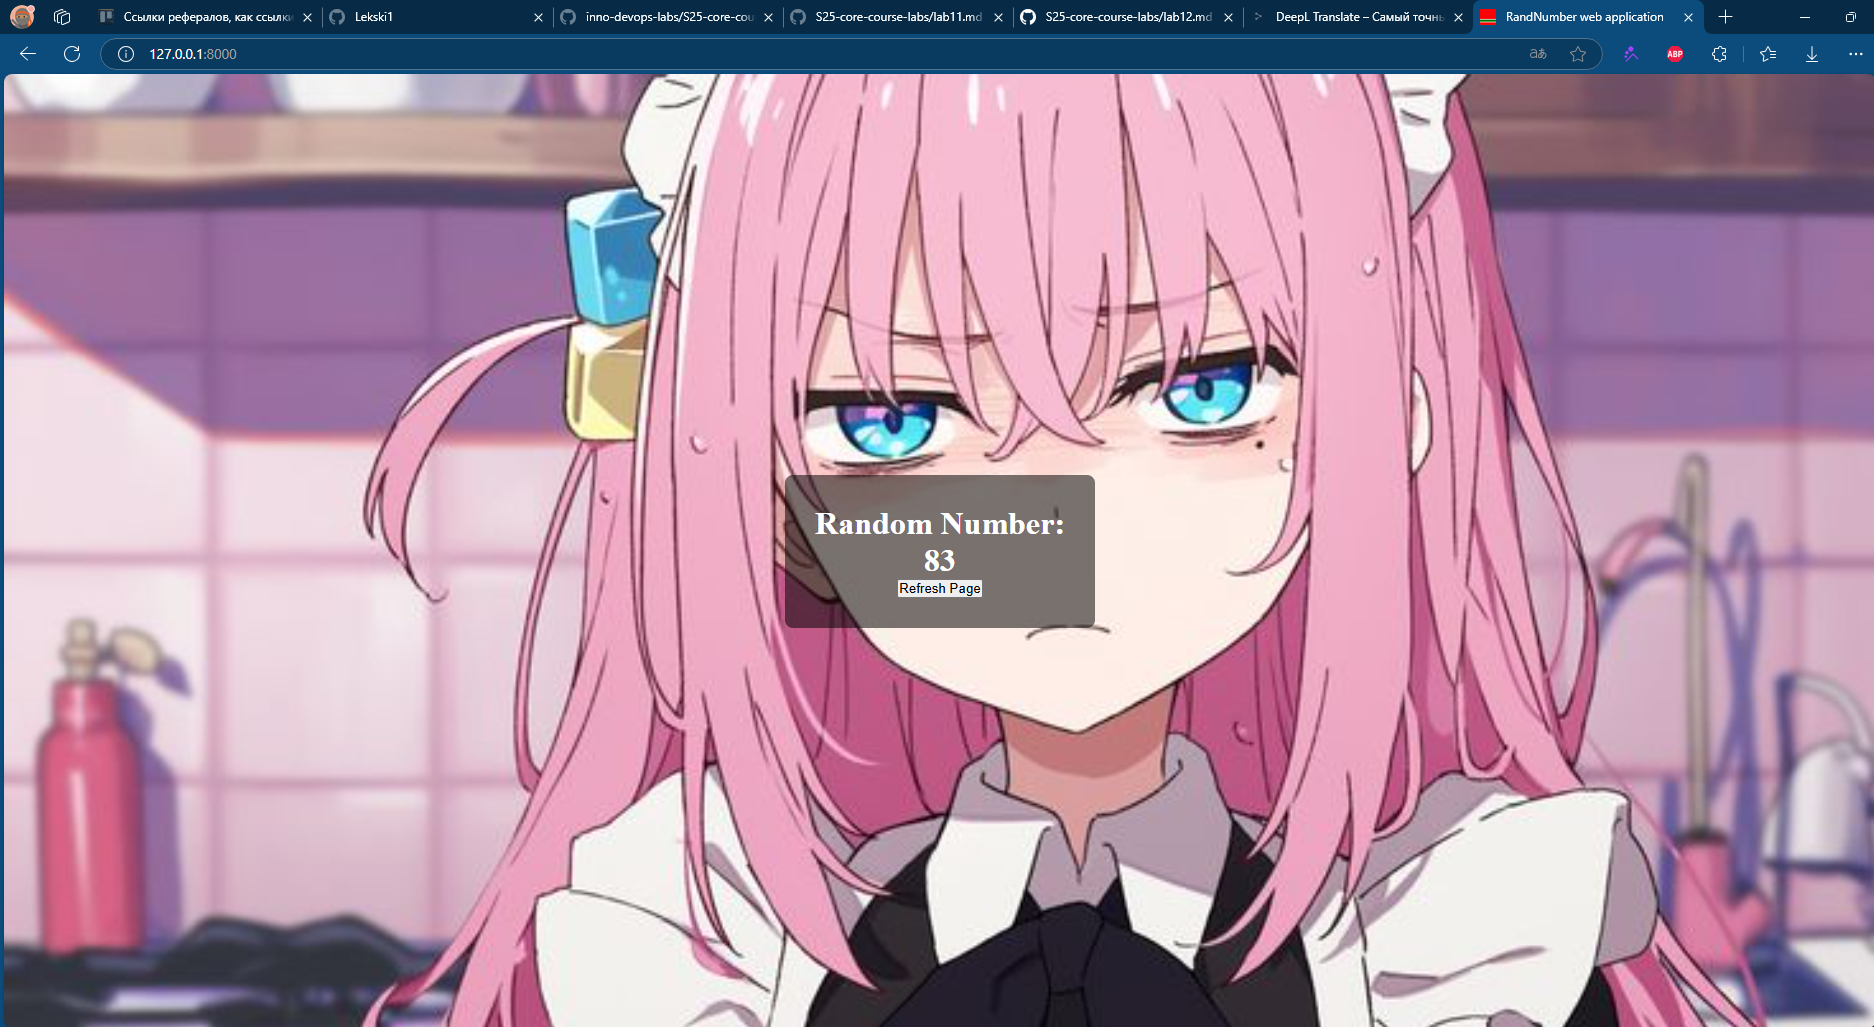 Ссылки рефералов, как ссылки
Lekski1
inno-devops-labs/S25-core-cou
S25-core-course-labs/lab11.md
S25-core-course-labs/lab12.md
DeepL Translate – Самый точны
RandNumber web application
127.0.0.1:8000
aあ
ABP
Random Number:
83
Refresh Page